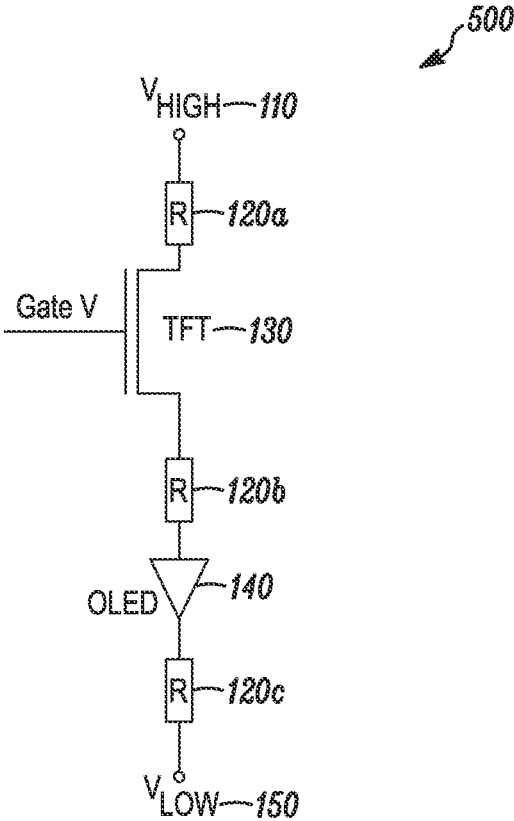 500
VHIGH 110
R 120a
Gate V
TFT 130
R 120b
OLED 140
R 120c
VLOW 150